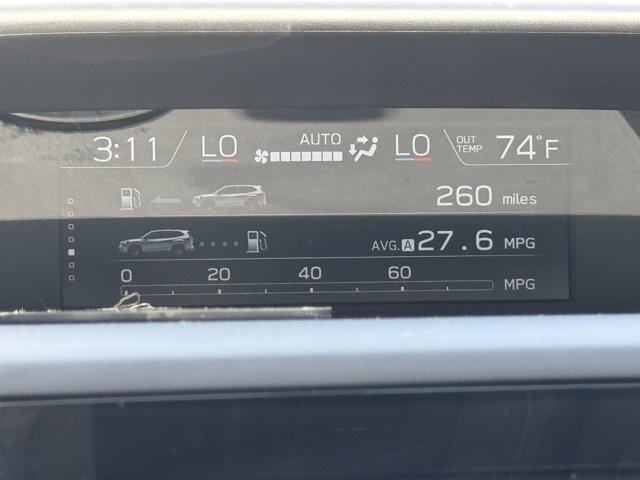 3:11 LO AUTO LO OUT TEMP 74°F
260 miles
AVG. A 27.6 MPG
0 20 40 60 MPG